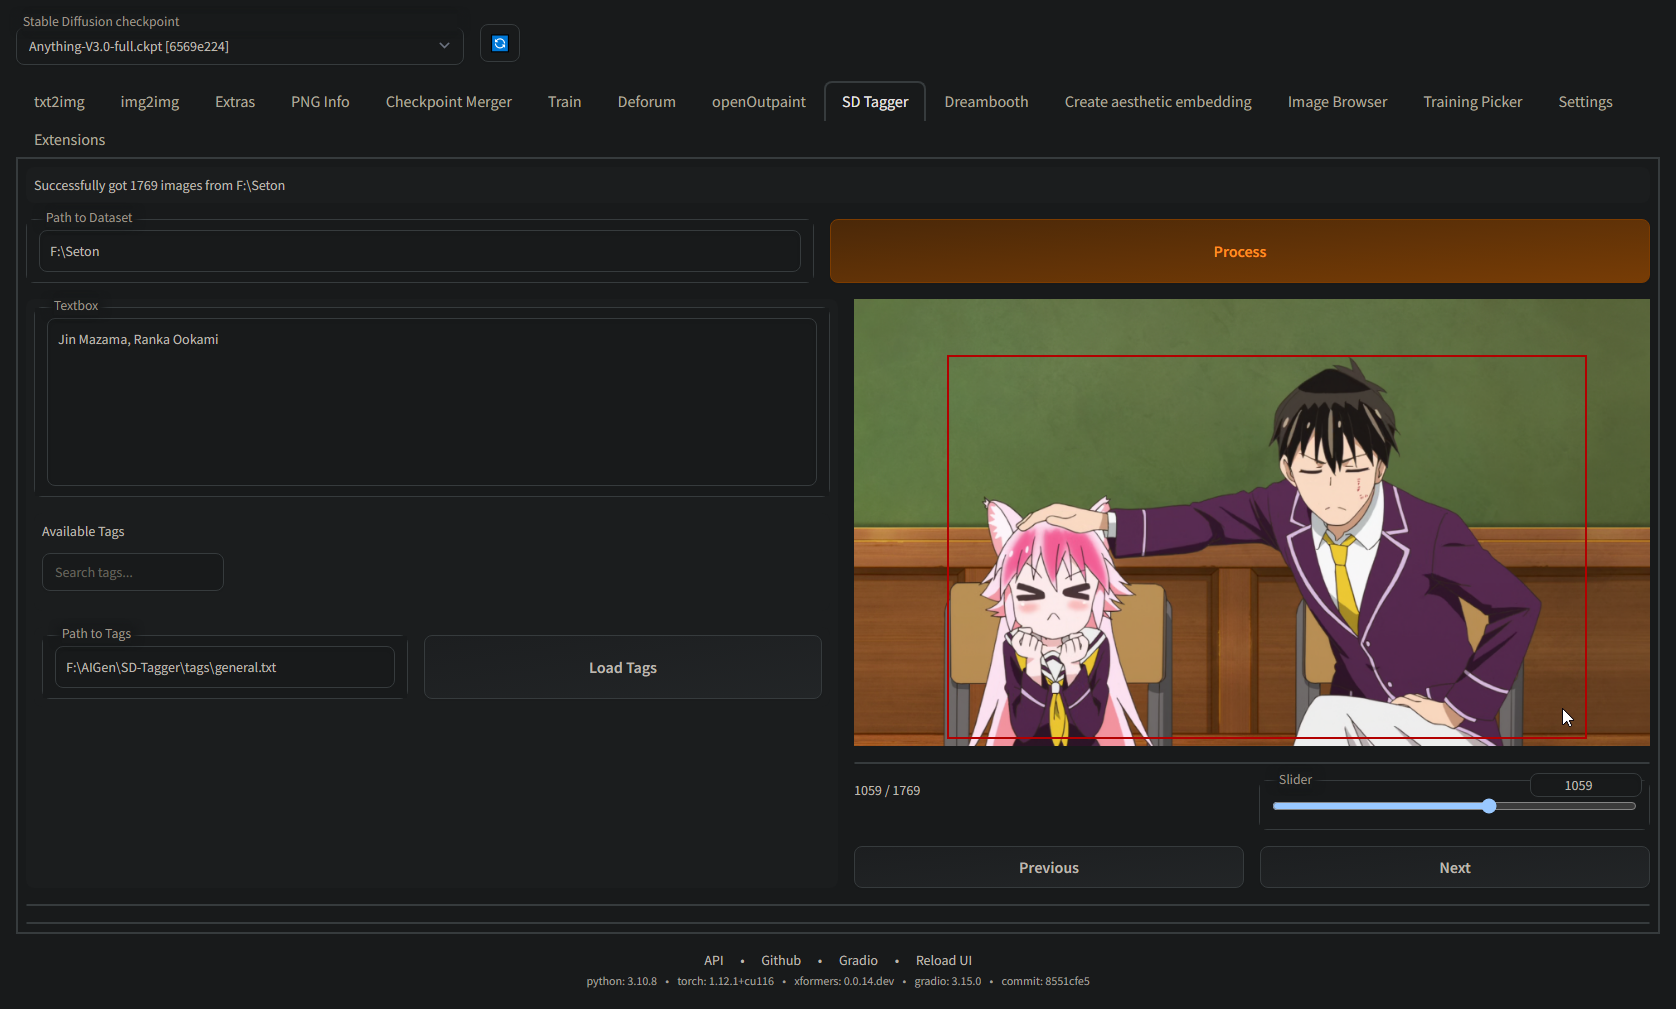 Stable Diffusion checkpoint
Anything-V3.0-full.ckpt [6569e224]
txt2img img2img Extras PNG Info Checkpoint Merger Train Deforum openOutpaint SD Tagger Dreambooth Create aesthetic embedding Image Browser Training Picker Settings
Extensions
Successfully got 1769 images from F:\Seton
Path to Dataset
F:\Seton
Process
Textbox
Jin Mazama, Ranka Ookami
Available Tags
Search tags...
Path to Tags
F:\AIGen\SD-Tagger\tags\general.txt
Load Tags
1059 / 1769
Slider
1059
Previous
Next
API • Github • Gradio • Reload UI
python: 3.10.8 • torch: 1.12.1+cu116 • xformers: 0.0.14.dev • gradio: 3.15.0 • commit: 8551cfe5